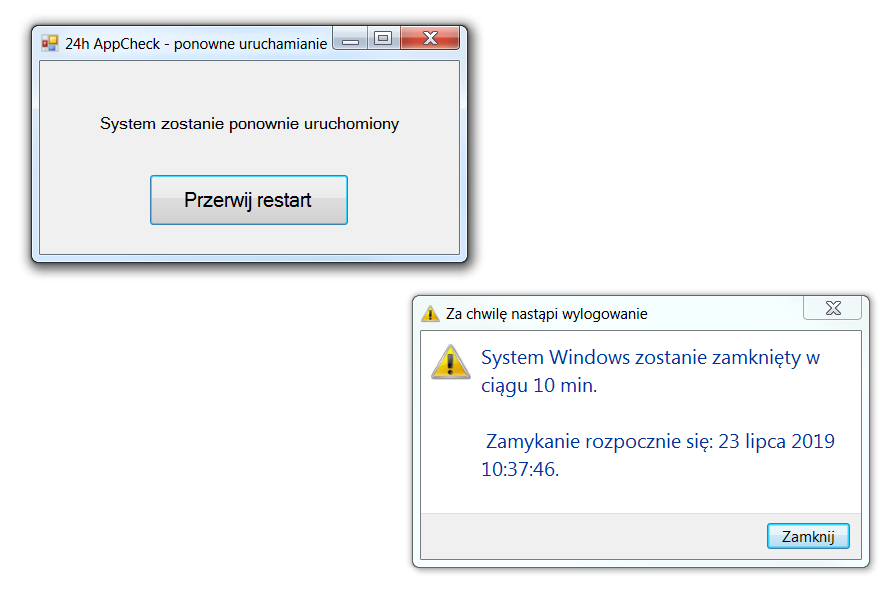 24h AppCheck - ponowne uruchamianie
System zostanie ponownie uruchomiony
Przerwij restart
Za chwilę nastąpi wylogowanie
System Windows zostanie zamknięty w
ciągu 10 min.
Zamykanie rozpocznie się: 23 lipca 2019
10:37:46.
Zamknij